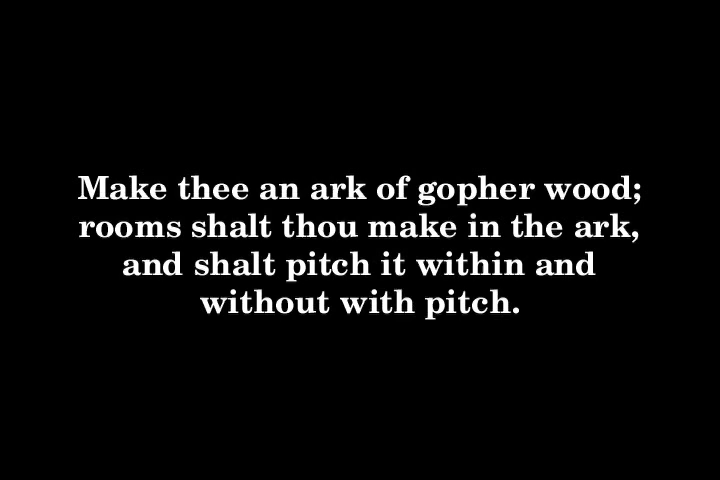 Make thee an ark of gopher wood;
rooms shalt thou make in the ark,
and shalt pitch it within and
without with pitch.